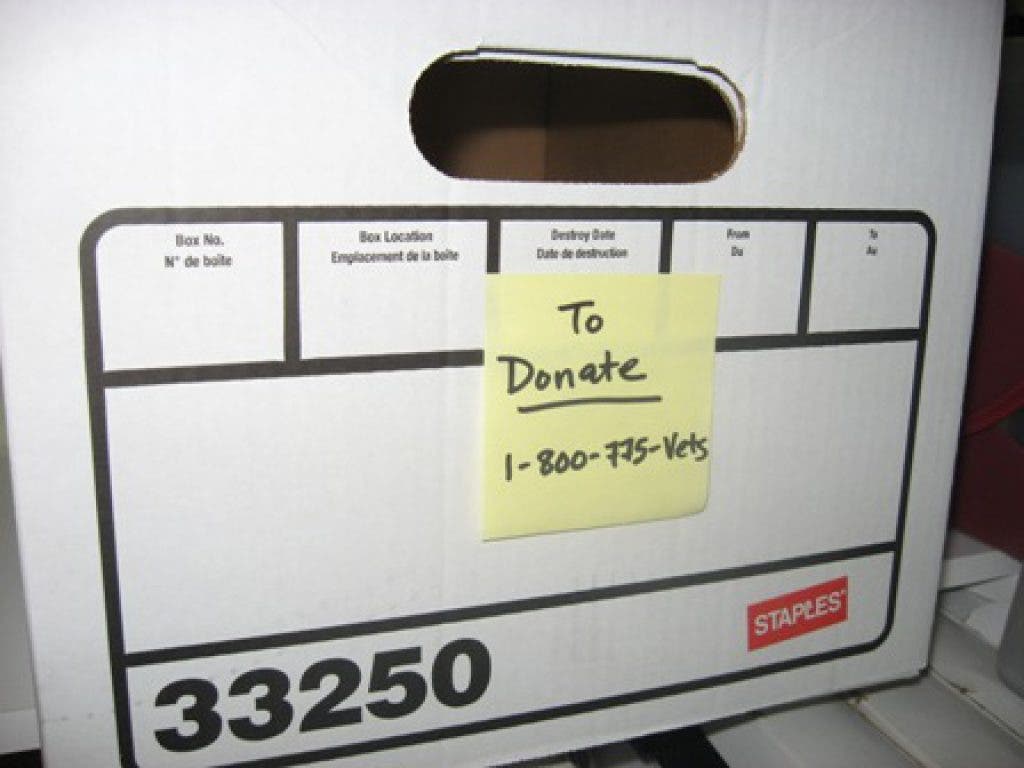 Box No.
N° de boîte
Box Location
Emplacement de la boîte
Destroy Date
Date de destruction
From
Du
To
Au
To
Donate
1-800-775-Vets
STAPLES
33250